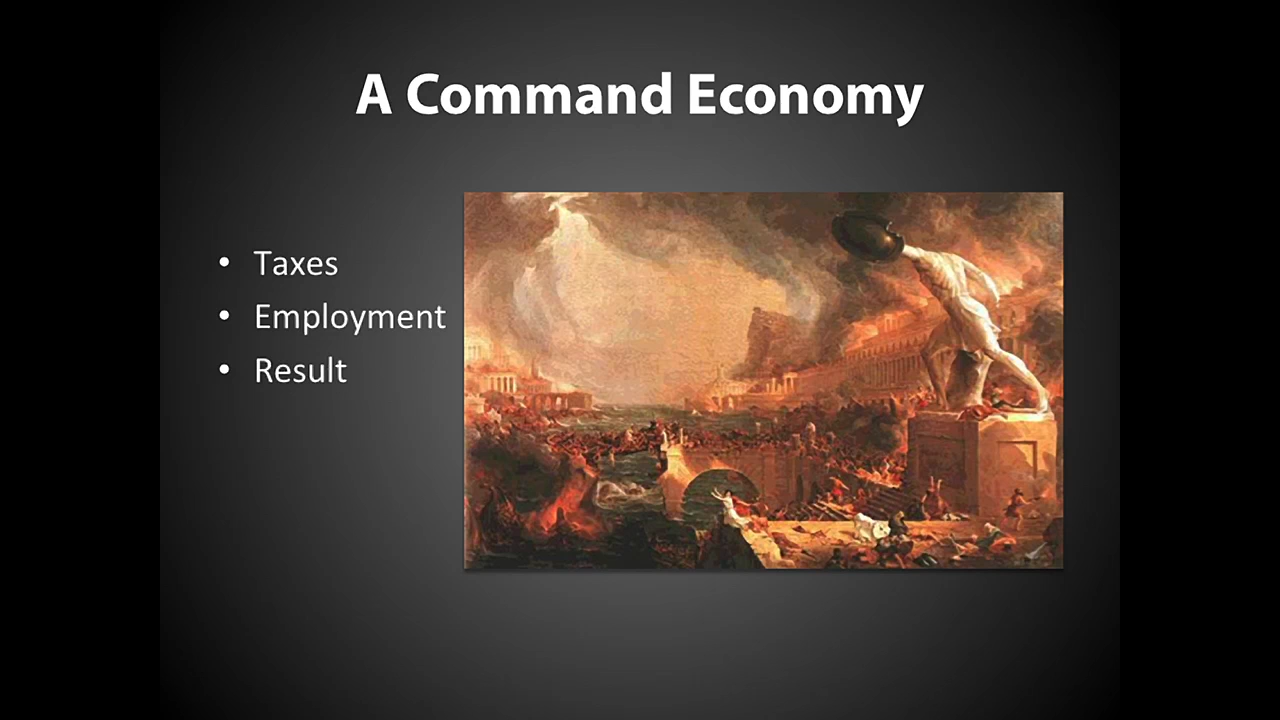 A Command Economy
• Taxes
• Employment
• Result